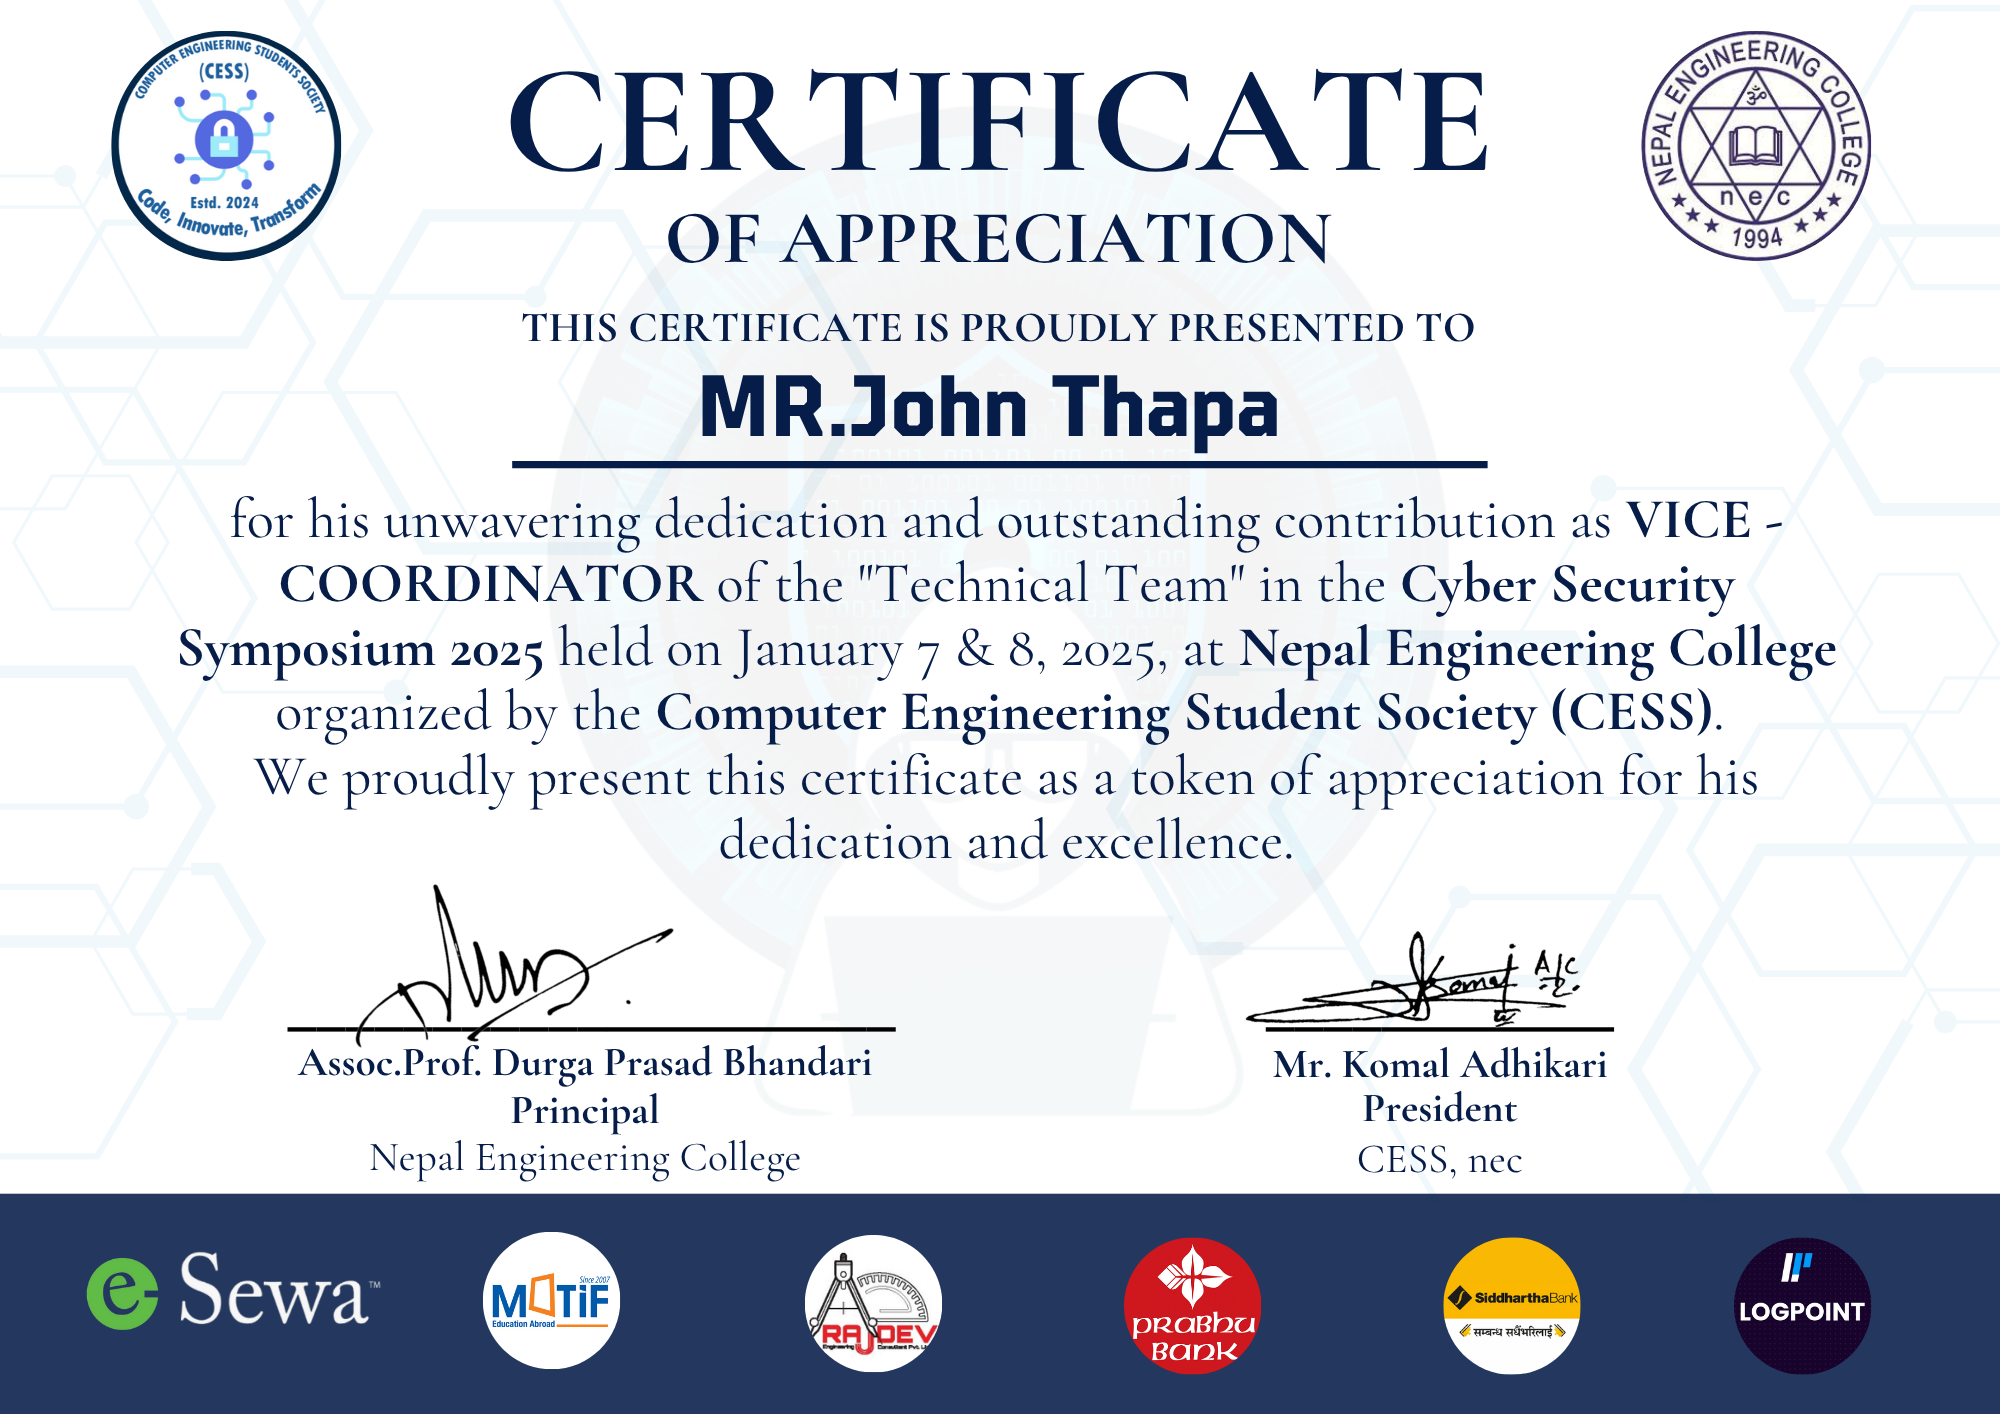 COMPUTER ENGINEERING STUDENTS SOCIETY
(CESS)
Estd. 2024
Code, Innovate, Transform
NEPAL ENGINEERING COLLEGE
ॐ
nec
1994
CERTIFICATE
OF APPRECIATION
THIS CERTIFICATE IS PROUDLY PRESENTED TO
MR.John Thapa
for his unwavering dedication and outstanding contribution as VICE -
COORDINATOR of the "Technical Team" in the Cyber Security
Symposium 2025 held on January 7 & 8, 2025, at Nepal Engineering College
organized by the Computer Engineering Student Society (CESS).
We proudly present this certificate as a token of appreciation for his
dedication and excellence.
Komal
Assoc.Prof. Durga Prasad Bhandari
Principal
Nepal Engineering College
Mr. Komal Adhikari
President
CESS, nec
e Sewa™
Since 2007
MOTiF
Education Abroad
RAJDEV
Engineering Consultant Pvt. Lt
PRABHU
BANK
SiddharthaBank
सम्बन्ध सधैँभरिलाई
LOGPOINT